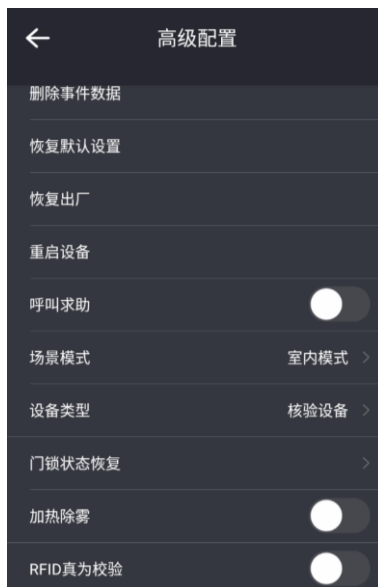 高级配置
删除事件数据
恢复默认设置
恢复出厂
重启设备
呼叫求助
场景模式 室内模式
设备类型 核验设备
门锁状态恢复
加热除雾
RFID真为校验